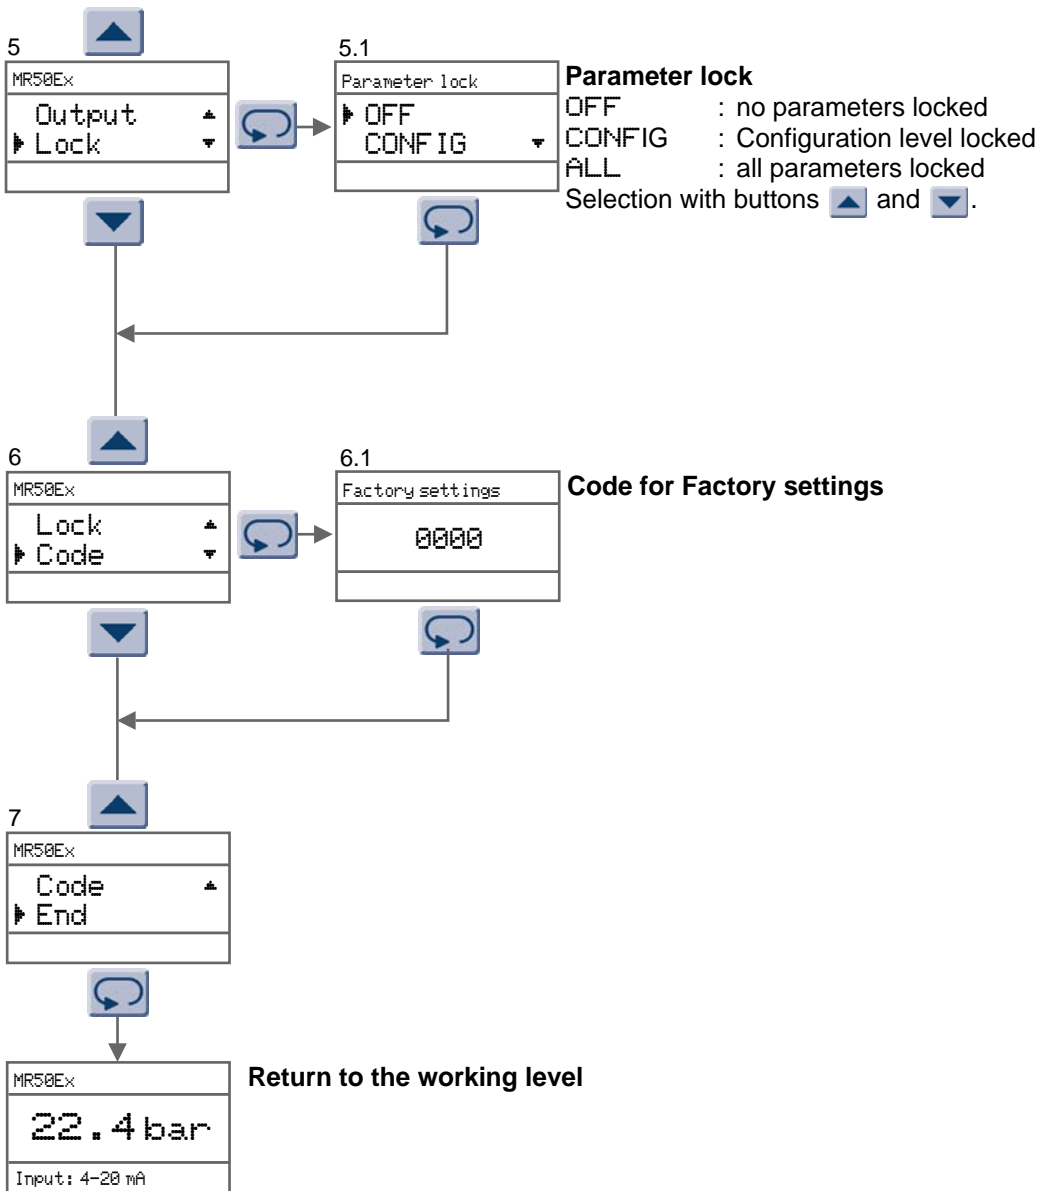 5
MR50Ex
Output
Lock
5.1
Parameter lock
OFF
CONFIG
Parameter lock
OFF : no parameters locked
CONFIG : Configuration level locked
ALL : all parameters locked
Selection with buttons and .
6
MR50Ex
Lock
Code
6.1
Factory settings
0000
Code for Factory settings
7
MR50Ex
Code
End
MR50Ex
22.4 bar
Input: 4-20 mA
Return to the working level